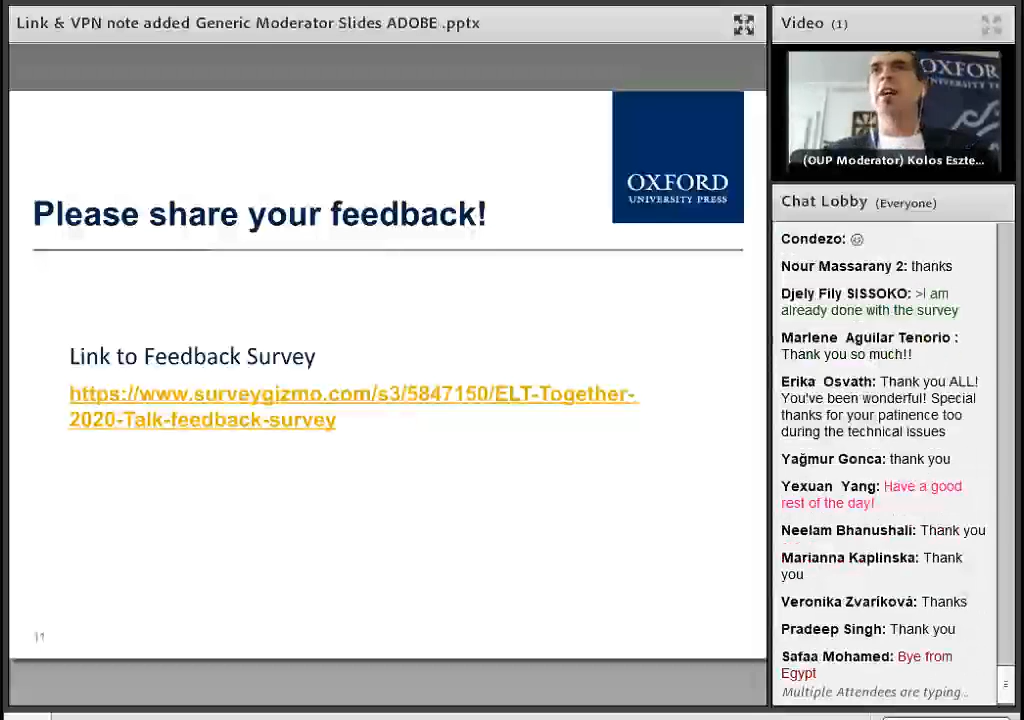 Link & VPN note added Generic Moderator Slides ADOBE .pptx
OXFORD
UNIVERSITY PRESS
Please share your feedback!
Link to Feedback Survey
https://www.surveygizmo.com/s3/5847150/ELT-Together-
2020-Talk-feedback-survey
11
Video (1)
OXFOR
(OUP Moderator) Kolos Eszte...
Chat Lobby (Everyone)
Condezo:
Nour Massarany 2: thanks
Djely Fily SISSOKO: >I am
already done with the survey
Marlene Aguilar Tenorio :
Thank you so much!!
Erika Osvath: Thank you ALL!
You've been wonderful! Special
thanks for your patinence too
during the technical issues
Yağmur Gonca: thank you
Yexuan Yang: Have a good
rest of the day!
Neelam Bhanushali: Thank you
Marianna Kaplinska: Thank
you
Veronika Zvaríková: Thanks
Pradeep Singh: Thank you
Safaa Mohamed: Bye from
Egypt
Multiple Attendees are typing...